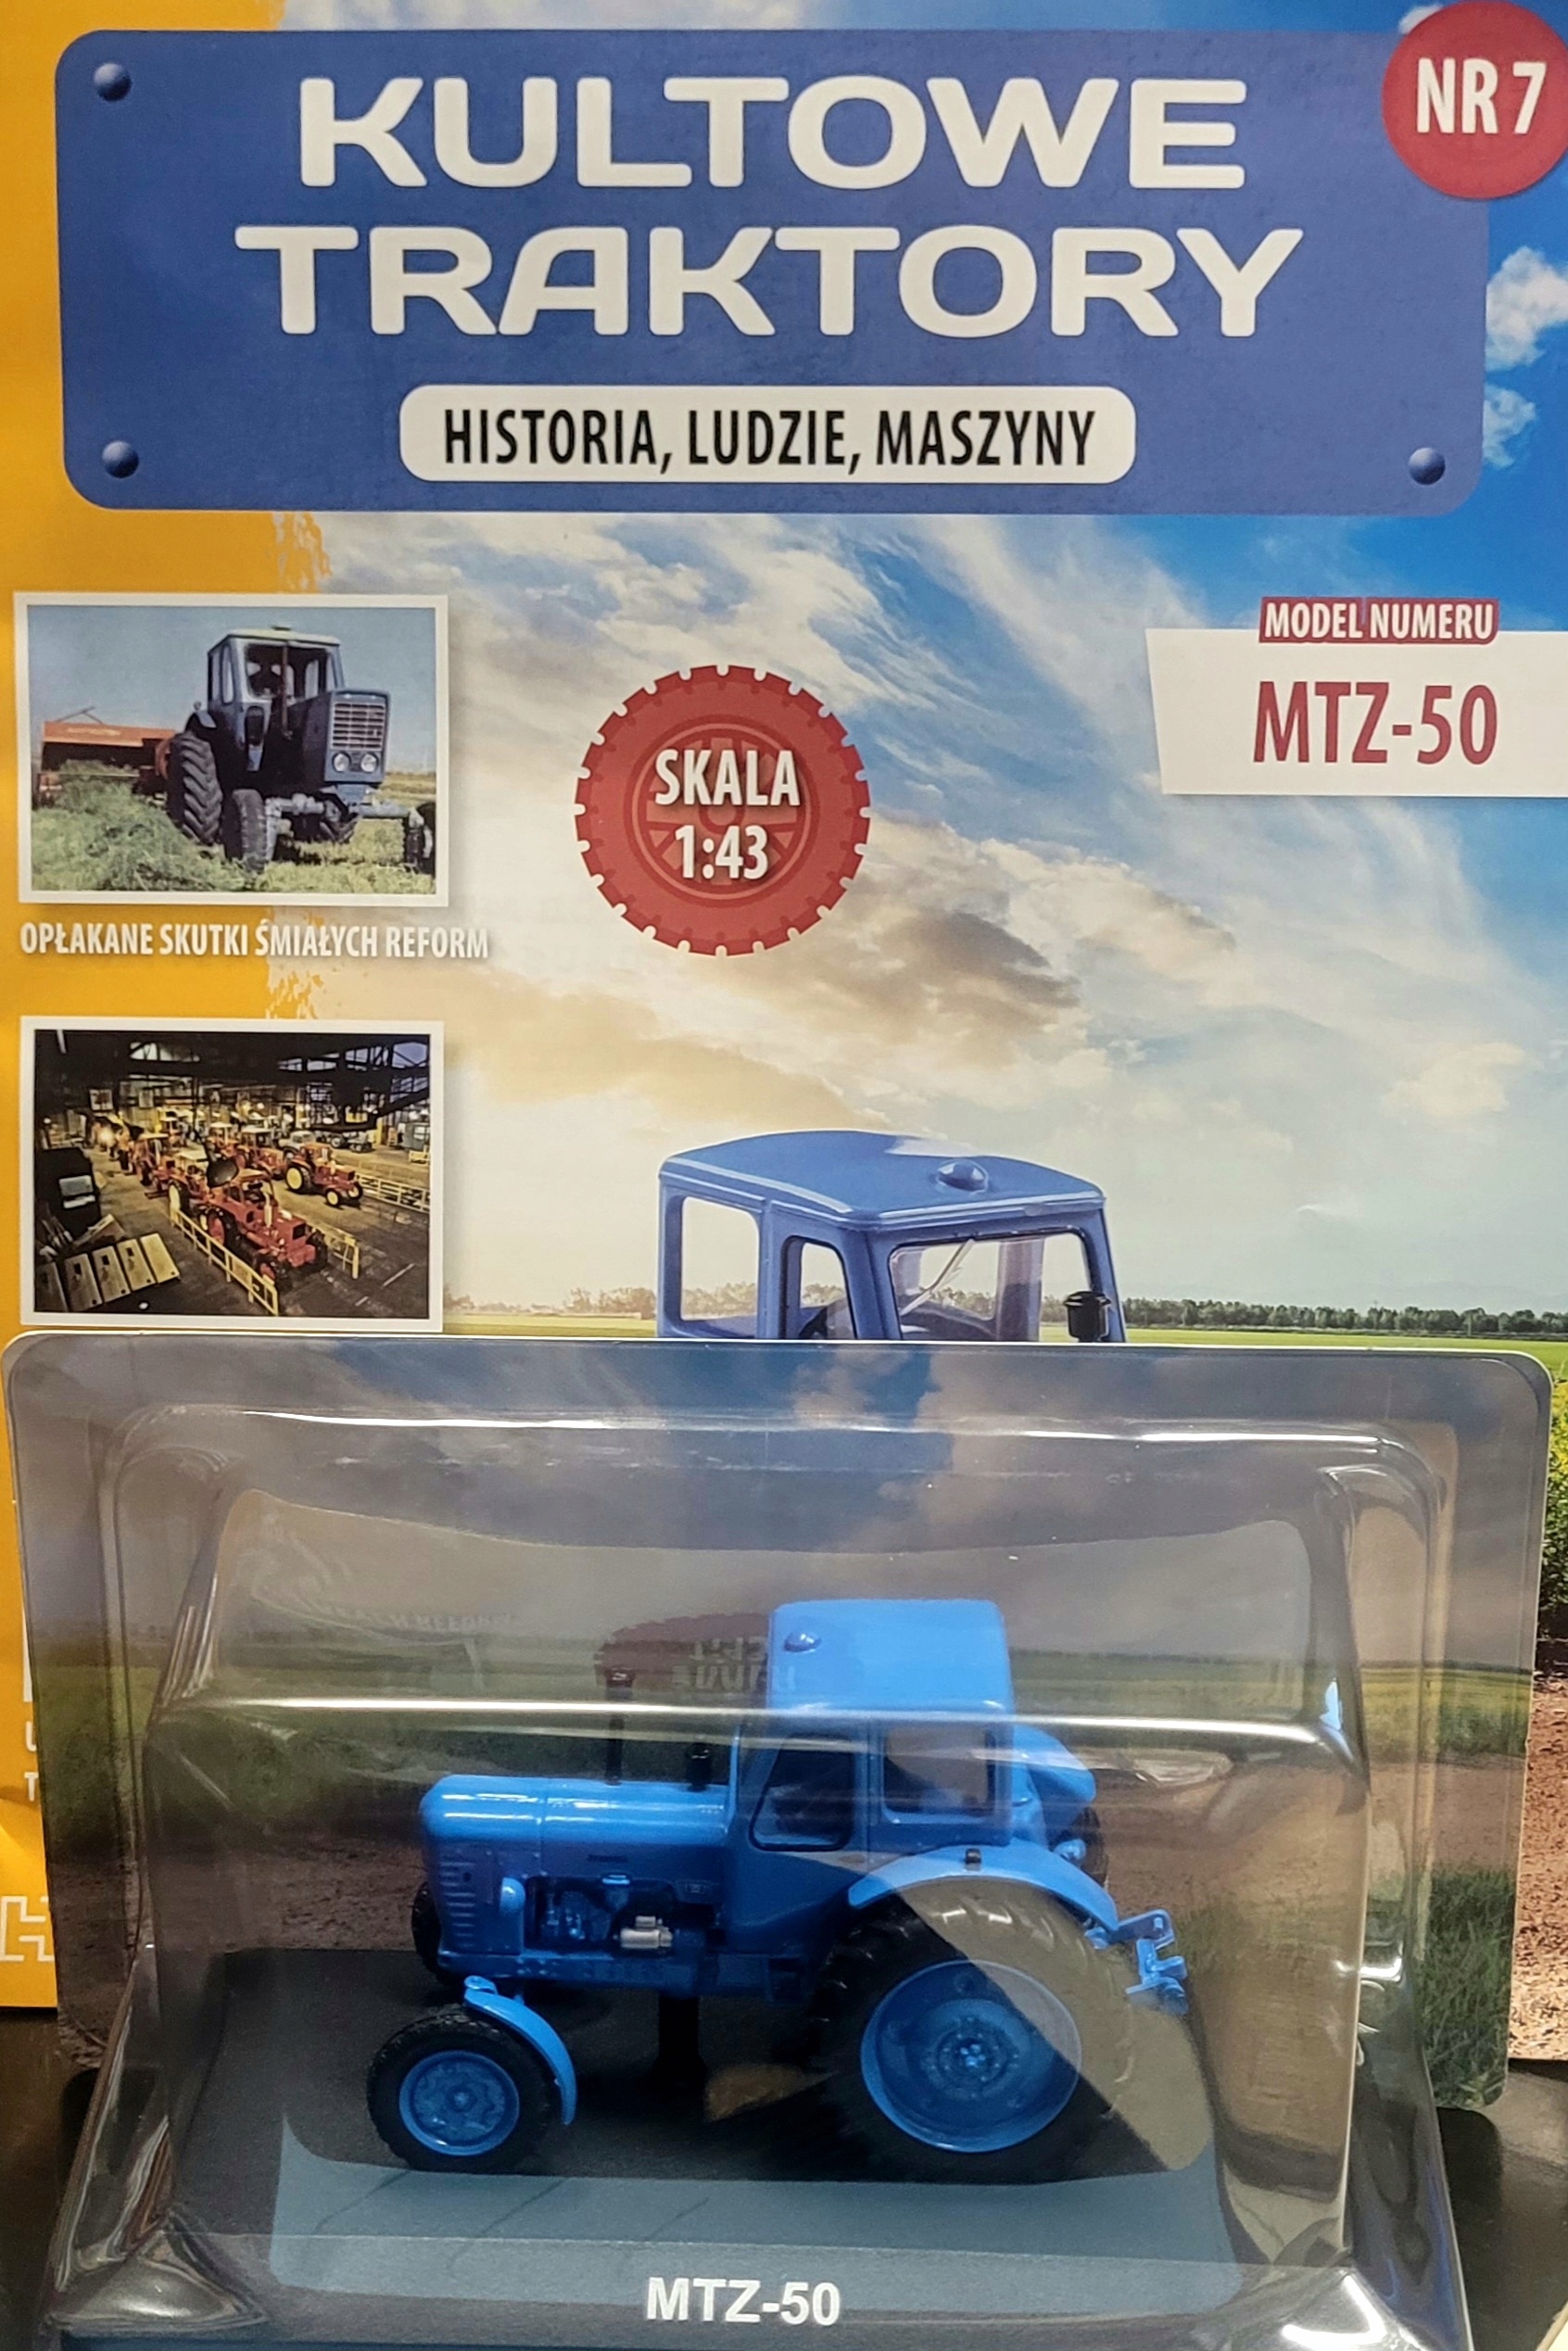 KULTOWE
TRAKTORY
NR 7
HISTORIA, LUDZIE, MASZYNY
MODEL NUMERU
MTZ-50
SKALA
1:43
OPŁAKANE SKUTKI ŚMIAŁYCH REFORM
MTZ-50